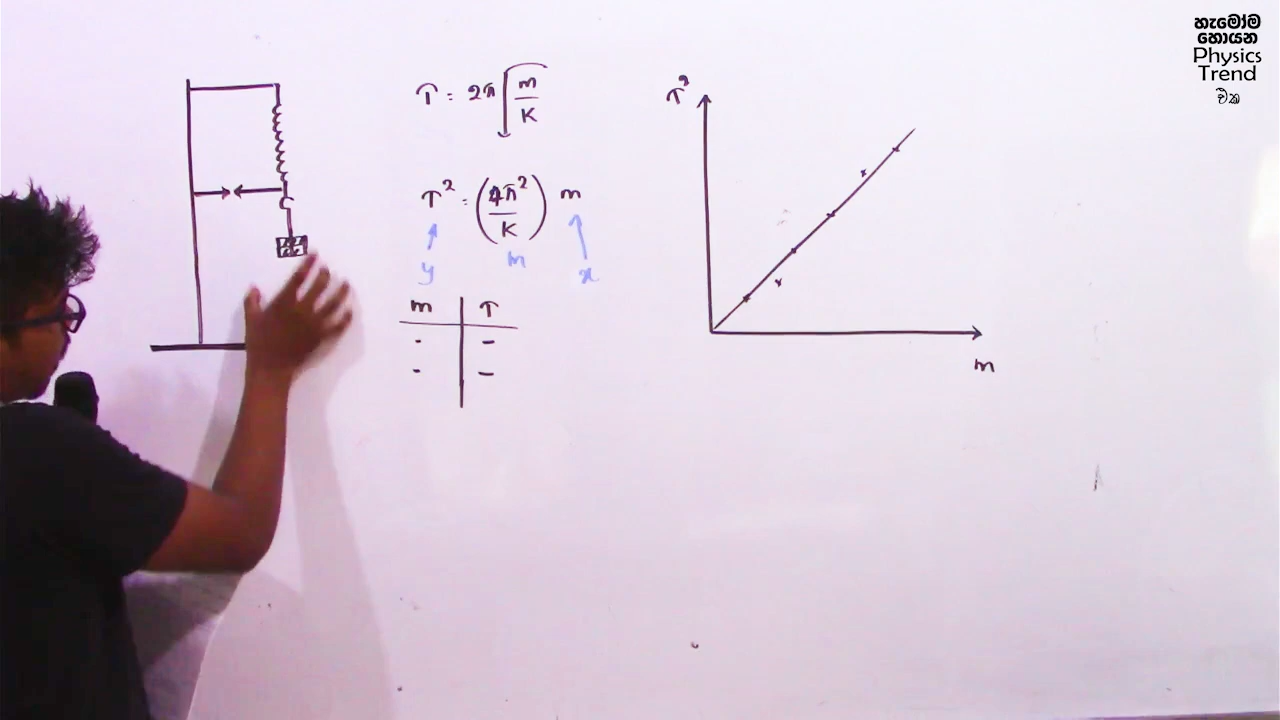 හැමෝම
හොයන
Physics
Trend
එක
T = 2π√(m/K)
T² = (4π²/K) m
y m x
m T
- -
- -
T²
m